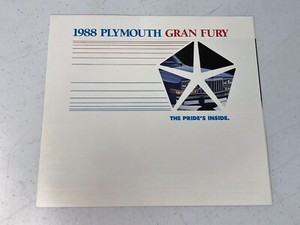 1988 PLYMOUTH GRAN FURY
THE PRIDE'S INSIDE.